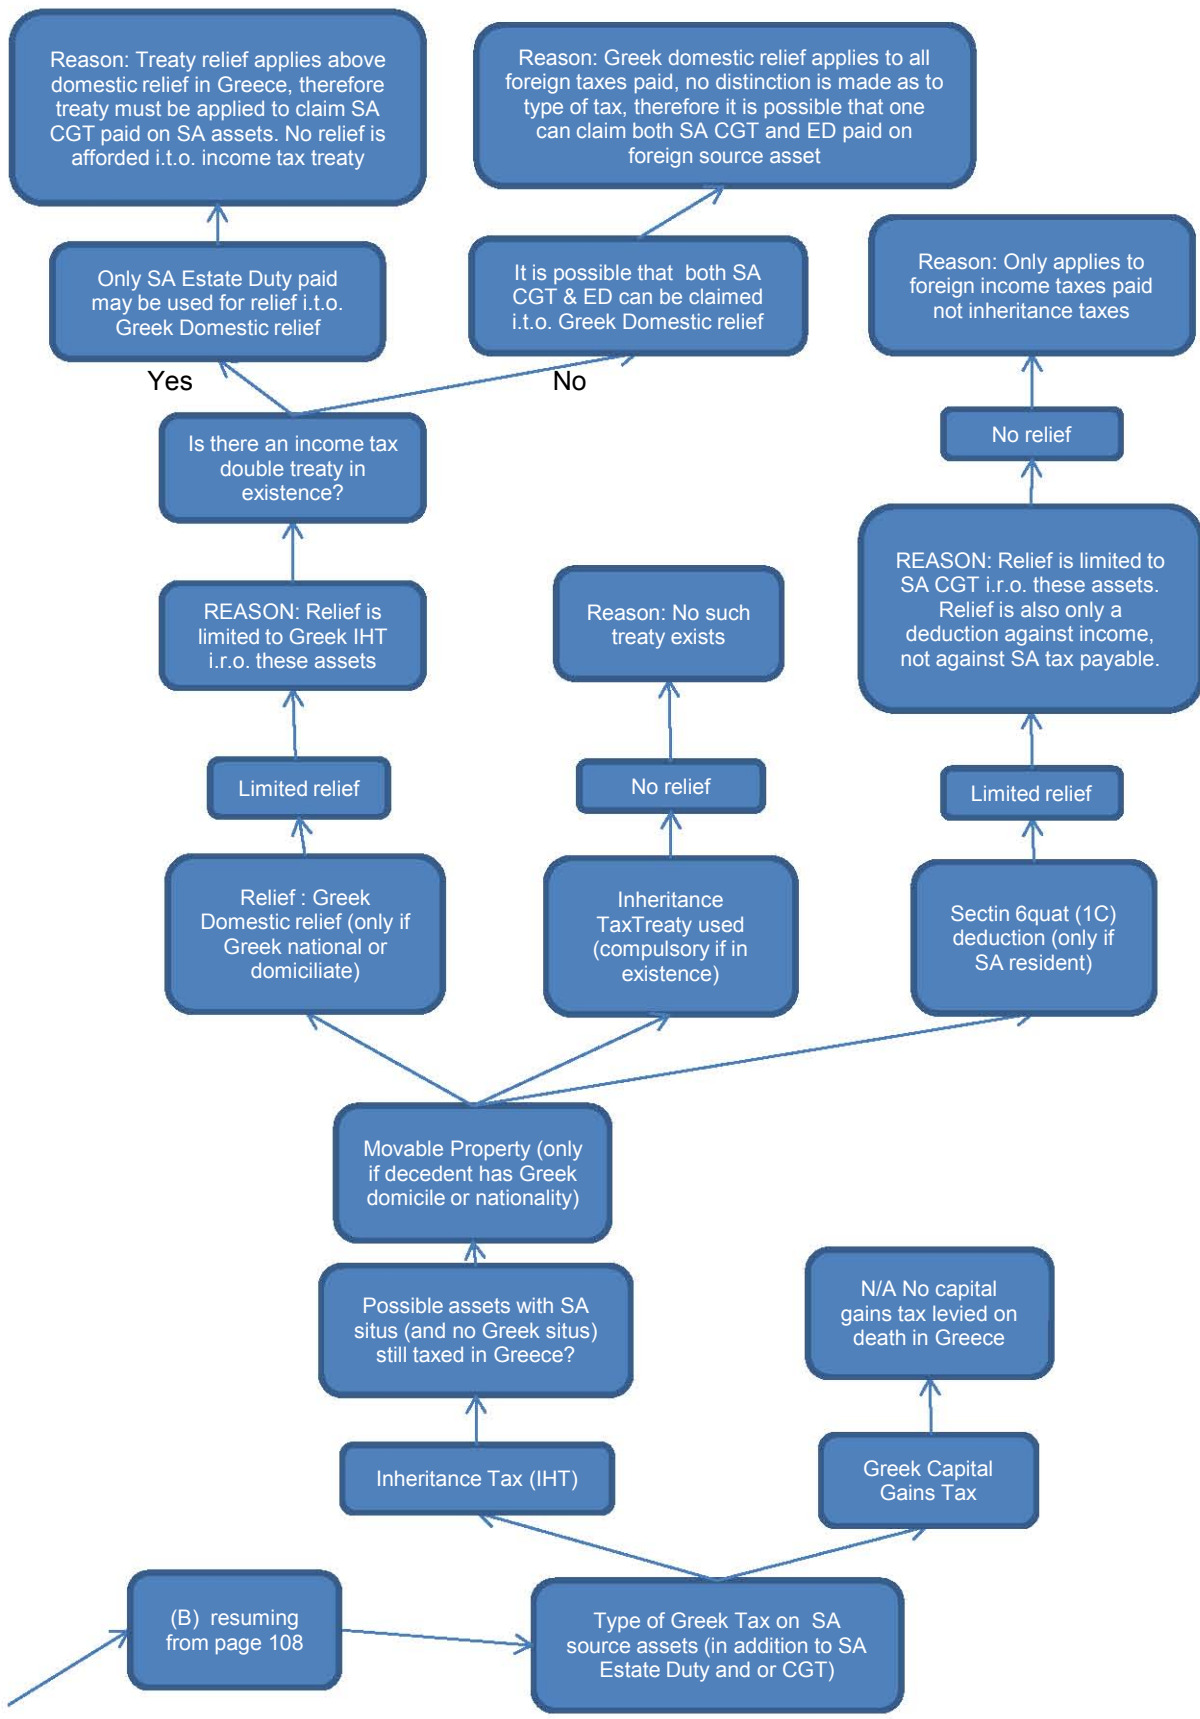 Reason: Treaty relief applies above
domestic relief in Greece, therefore
treaty must be applied to claim SA
CGT paid on SA assets. No relief is
afforded i.t.o. income tax treaty
Reason: Greek domestic relief applies to all
foreign taxes paid, no distinction is made as to
type of tax, therefore it is possible that one
can claim both SA CGT and ED paid on
foreign source asset
Only SA Estate Duty paid
may be used for relief i.t.o.
Greek Domestic relief
It is possible that both SA
CGT & ED can be claimed
i.t.o. Greek Domestic relief
Reason: Only applies to
foreign income taxes paid
not inheritance taxes
Yes
No
Is there an income tax
double treaty in
existence?
No relief
REASON: Relief is
limited to Greek IHT
i.r.o. these assets
Reason: No such
treaty exists
REASON: Relief is limited to
SA CGT i.r.o. these assets.
Relief is also only a
deduction against income,
not against SA tax payable.
Limited relief
No relief
Limited relief
Relief : Greek
Domestic relief (only if
Greek national or
domiciliate)
Inheritance
TaxTreaty used
(compulsory if in
existence)
Sectin 6quat (1C)
deduction (only if
SA resident)
Movable Property (only
if decedent has Greek
domicile or nationality)
Possible assets with SA
situs (and no Greek situs)
still taxed in Greece?
N/A No capital
gains tax levied on
death in Greece
Inheritance Tax (IHT)
Greek Capital
Gains Tax
(B) resuming
from page 108
Type of Greek Tax on SA
source assets (in addition to SA
Estate Duty and or CGT)